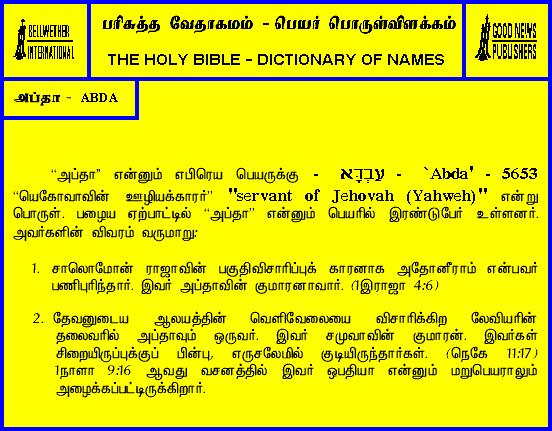 BELLWETHER
INTERNATIONAL
பரிசுத்த வேதாகமம் - பெயர் பொருள்விளக்கம்
THE HOLY BIBLE - DICTIONARY OF NAMES
GOOD NEWS
PUBLISHERS
அப்தா - ABDA
“அப்தா” என்னும் எபிரெய பெயருக்கு - עַבְדָּא - `Abda' - 5653
“யெகோவாவின் ஊழியக்காரர்” "servant of Jehovah (Yahweh)" என்று
பொருள். பழைய ஏற்பாட்டில் “அப்தா” என்னும் பெயரில் இரண்டுபேர் உள்ளனர்.
அவர்களின் விவரம் வருமாறு:
1. சாலொமோன் ராஜாவின் பகுதிவிசாரிப்புக் காரனாக அதோனீராம் என்பவர்
பணிபுரிந்தார். இவர் அப்தாவின் குமாரனாவார். (1இராஜா 4:6)
2. தேவனுடைய ஆலயத்தின் வெளிவேலையை விசாரிக்கிற லேவியரின்
தலைவரில் அப்தாவும் ஒருவர். இவர் சமுவாவின் குமாரன். இவர்கள்
சிறையிருப்புக்குப் பின்பு, எருசலேமில் குடியிருந்தார்கள். (நெகே 11:17)
1நாளா 9:16 ஆவது வசனத்தில் இவர் ஒபதியா என்னும் மறுபெயராலும்
அழைக்கப்பட்டிருக்கிறார்.